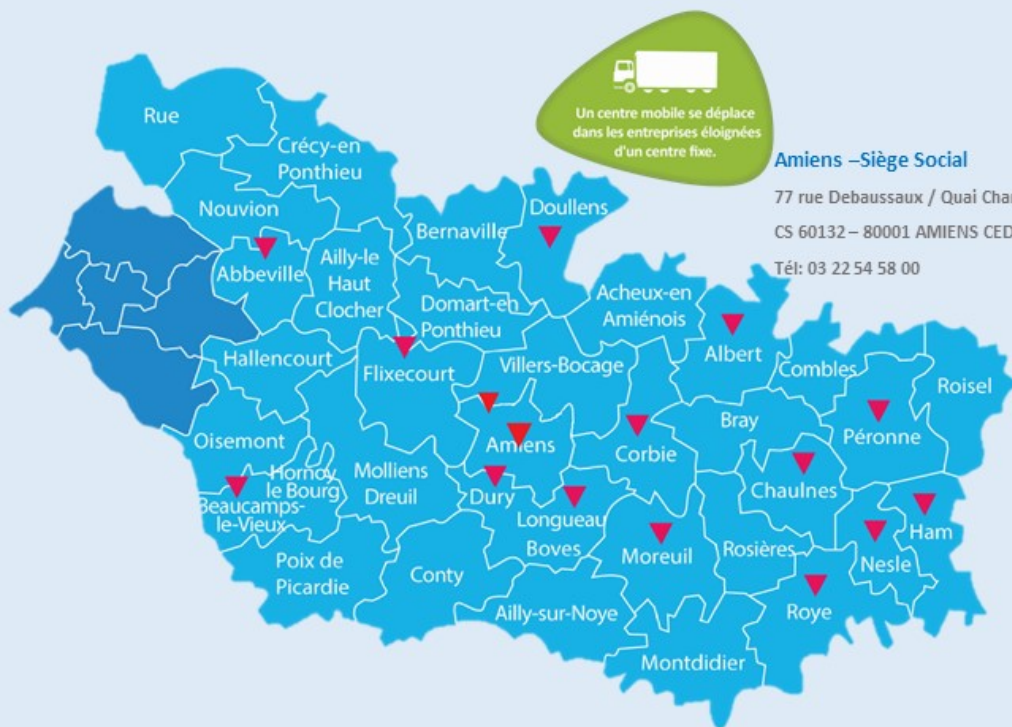 Un centre mobile se déplace
dans les entreprises éloignées
d'un centre fixe.
Amiens –Siège Social
77 rue Debaussaux / Quai
CS 60132 – 80001 AMIENS
Tél: 03 22 54 58 00
Rue
Crécy-en
Ponthieu
Nouvion
Bernaville
Doullens
Abbeville
Ailly-le
Haut
Clocher
Domart-en
Ponthieu
Acheux-en
Amiénois
Albert
Hallencourt
Flixecourt
Villers-Bocage
Combles
Roisel
Oisemont
Amiens
Corbie
Bray
Péronne
Hornoy
le Bourg
Molliens
Dreuil
Dury
Longueau
Chaulnes
Beaucamps-
le-Vieux
Boves
Moreuil
Rosières
Nesle
Ham
Poix de
Picardie
Conty
Ailly-sur-Noye
Roye
Montdidier